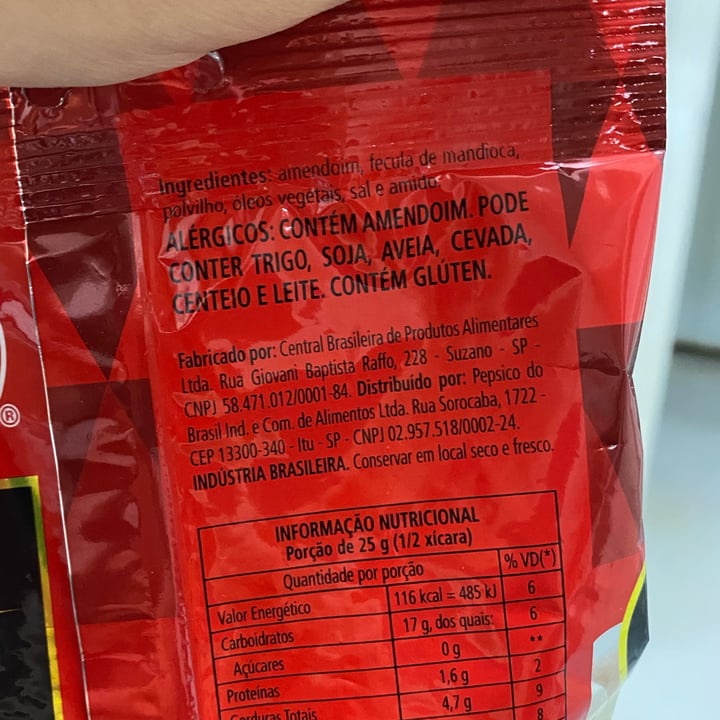 Ingredientes: amendoim, fécula de mandioca,
polvilho, óleos vegetais, sal e amido.
ALÉRGICOS: CONTÉM AMENDOIM. PODE
CONTER TRIGO, SOJA, AVEIA, CEVADA,
CENTEIO E LEITE. CONTÉM GLÚTEN.
Fabricado por: Central Brasileira de Produtos Alimentares
Ltda. Rua Giovani Baptista Raffo, 228 - Suzano - SP -
CNPJ 58.471.012/0001-84. Distribuído por: Pepsico do
Brasil Ind. e Com. de Alimentos Ltda. Rua Sorocaba, 1722 -
CEP 13300-340 - Itu - SP - CNPJ 02.957.518/0002-24.
INDÚSTRIA BRASILEIRA. Conservar em local seco e fresco.
®
INFORMAÇÃO NUTRICIONAL
Porção de 25 g (1/2 xícara)
Quantidade por porção % VD(*)
Valor Energético 116 kcal = 485 kJ 6
Carboidratos 17 g, dos quais: 6
Açúcares 0 g **
Proteínas 1,6 g 2
Gorduras Totais 4,7 g 9
8